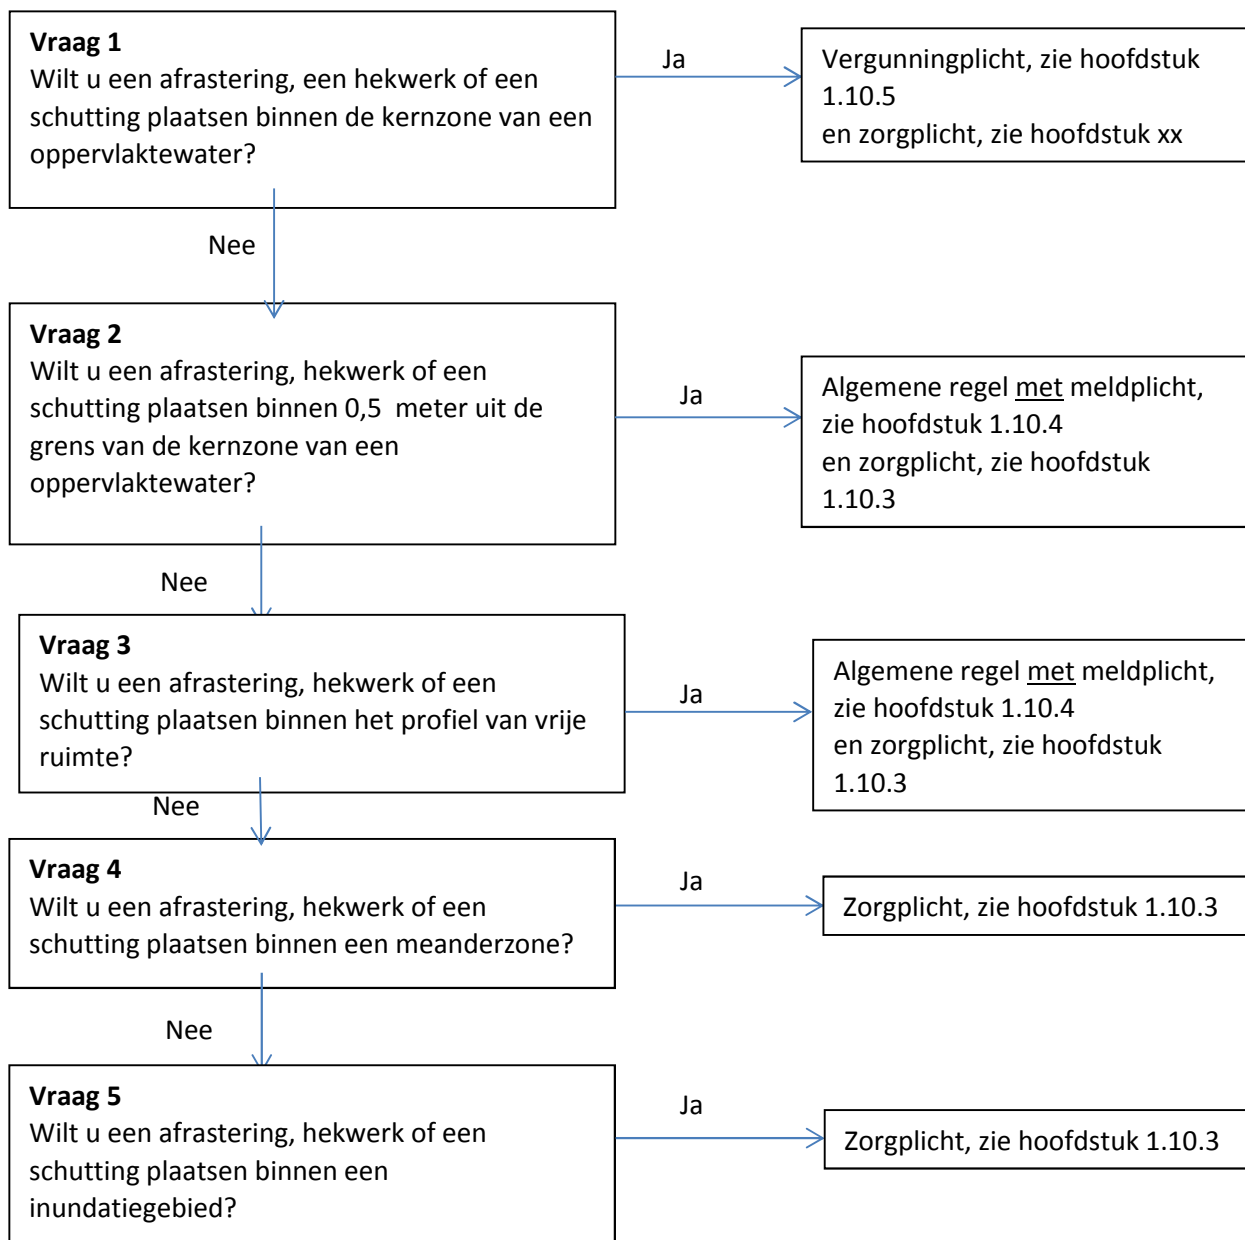 Vraag 1
Wilt u een afrastering, een hekwerk of een
schutting plaatsen binnen de kernzone van een
oppervlaktewater?
Ja
Vergunningplicht, zie hoofdstuk
1.10.5
en zorgplicht, zie hoofdstuk xx
Nee
Vraag 2
Wilt u een afrastering, hekwerk of een
schutting plaatsen binnen 0,5 meter uit de
grens van de kernzone van een
oppervlaktewater?
Ja
Algemene regel met meldplicht,
zie hoofdstuk 1.10.4
en zorgplicht, zie hoofdstuk
1.10.3
Nee
Vraag 3
Wilt u een afrastering, hekwerk of een
schutting plaatsen binnen het profiel van vrije
ruimte?
Ja
Algemene regel met meldplicht,
zie hoofdstuk 1.10.4
en zorgplicht, zie hoofdstuk
1.10.3
Nee
Vraag 4
Wilt u een afrastering, hekwerk of een
schutting plaatsen binnen een meanderzone?
Ja
Zorgplicht, zie hoofdstuk 1.10.3
Nee
Vraag 5
Wilt u een afrastering, hekwerk of een
schutting plaatsen binnen een
inundatiegebied?
Ja
Zorgplicht, zie hoofdstuk 1.10.3